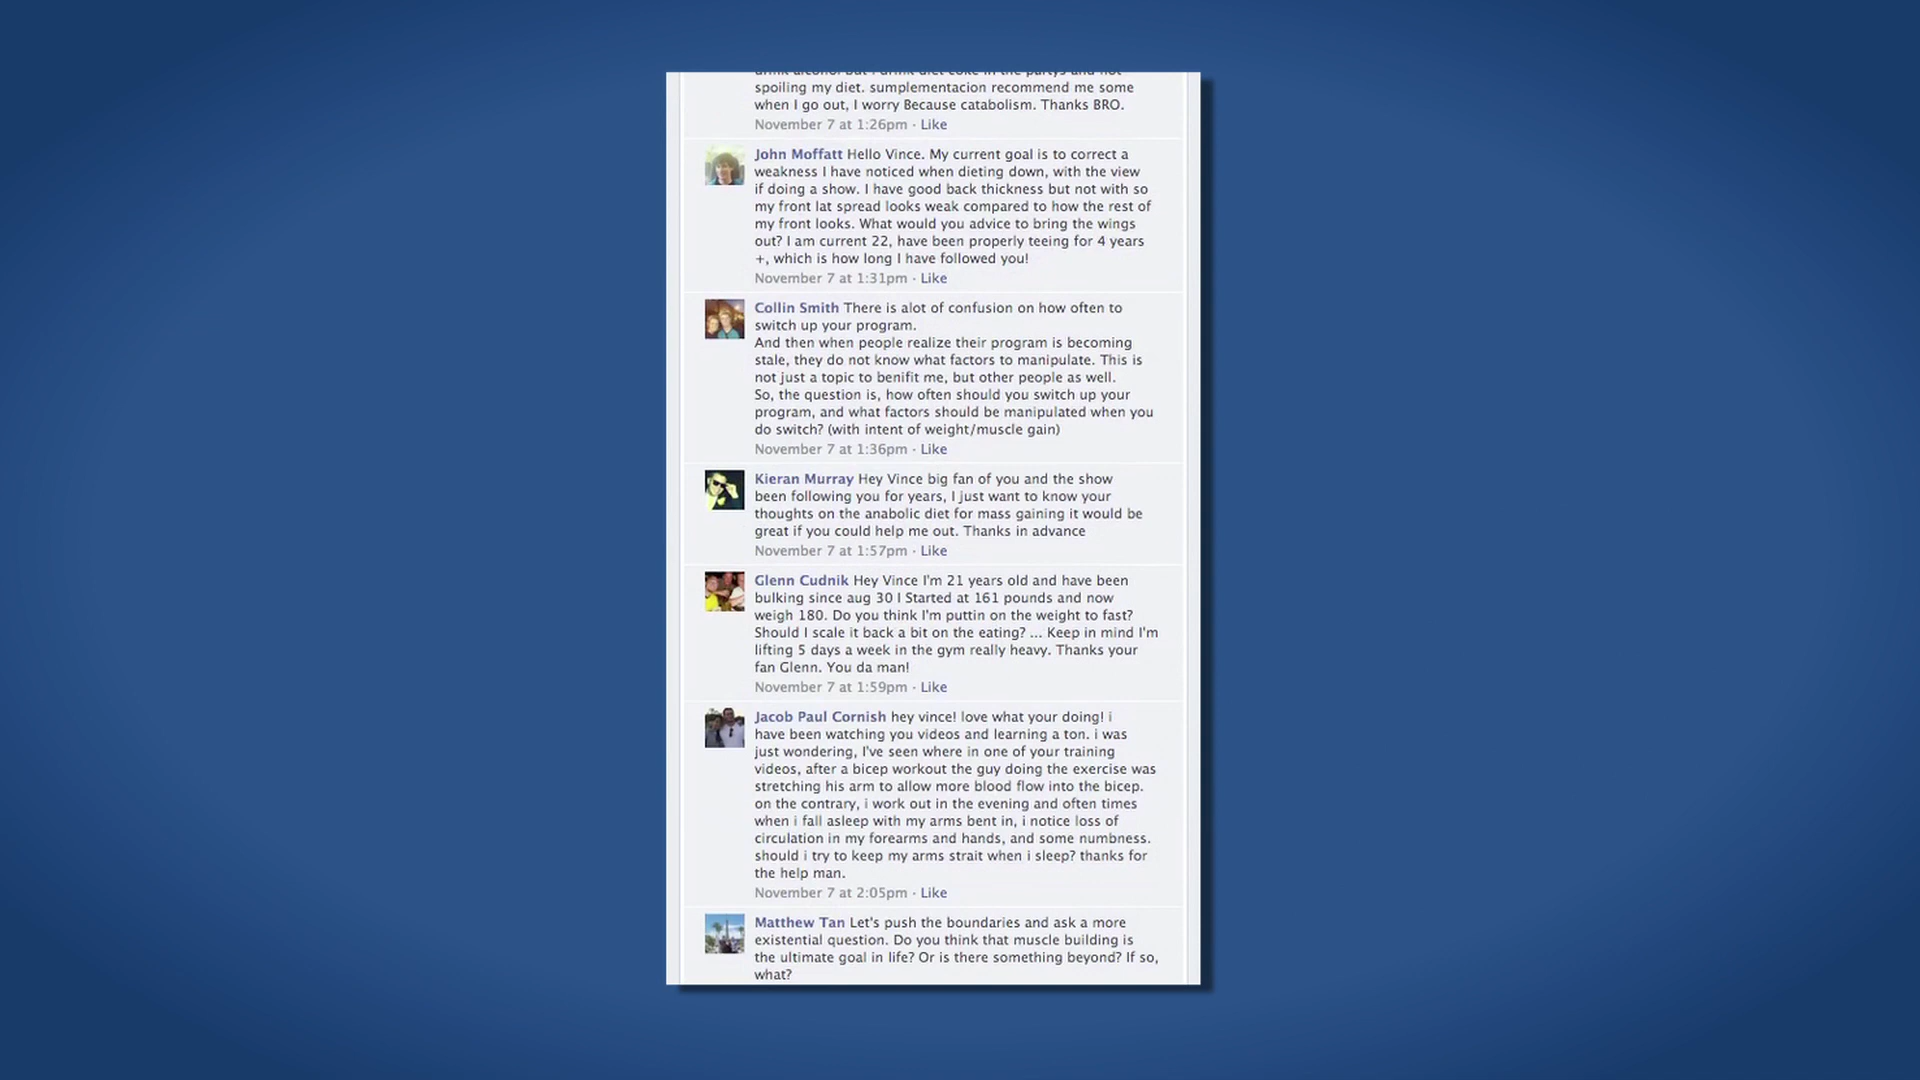 drink alcohol but i drink diet coke in the partys and not
spoiling my diet. sumplementacion recommend me some
when I go out, I worry Because catabolism. Thanks BRO.
November 7 at 1:26pm · Like
John Moffatt Hello Vince. My current goal is to correct a
weakness I have noticed when dieting down, with the view
if doing a show. I have good back thickness but not with so
my front lat spread looks weak compared to how the rest of
my front looks. What would you advice to bring the wings
out? I am current 22, have been properly teeing for 4 years
+, which is how long I have followed you!
November 7 at 1:31pm · Like
Collin Smith There is alot of confusion on how often to
switch up your program.
And then when people realize their program is becoming
stale, they do not know what factors to manipulate. This is
not just a topic to benifit me, but other people as well.
So, the question is, how often should you switch up your
program, and what factors should be manipulated when you
do switch? (with intent of weight/muscle gain)
November 7 at 1:36pm · Like
Kieran Murray Hey Vince big fan of you and the show
been following you for years, I just want to know your
thoughts on the anabolic diet for mass gaining it would be
great if you could help me out. Thanks in advance
November 7 at 1:57pm · Like
Glenn Cudnik Hey Vince I'm 21 years old and have been
bulking since aug 30 I Started at 161 pounds and now
weigh 180. Do you think I'm puttin on the weight to fast?
Should I scale it back a bit on the eating? ... Keep in mind I'm
lifting 5 days a week in the gym really heavy. Thanks your
fan Glenn. You da man!
November 7 at 1:59pm · Like
Jacob Paul Cornish hey vince! love what your doing! i
have been watching you videos and learning a ton. i was
just wondering, I've seen where in one of your training
videos, after a bicep workout the guy doing the exercise was
stretching his arm to allow more blood flow into the bicep.
on the contrary, i work out in the evening and often times
when i fall asleep with my arms bent in, i notice loss of
circulation in my forearms and hands, and some numbness.
should i try to keep my arms strait when i sleep? thanks for
the help man.
November 7 at 2:05pm · Like
Matthew Tan Let's push the boundaries and ask a more
existential question. Do you think that muscle building is
the ultimate goal in life? Or is there something beyond? If so,
what?